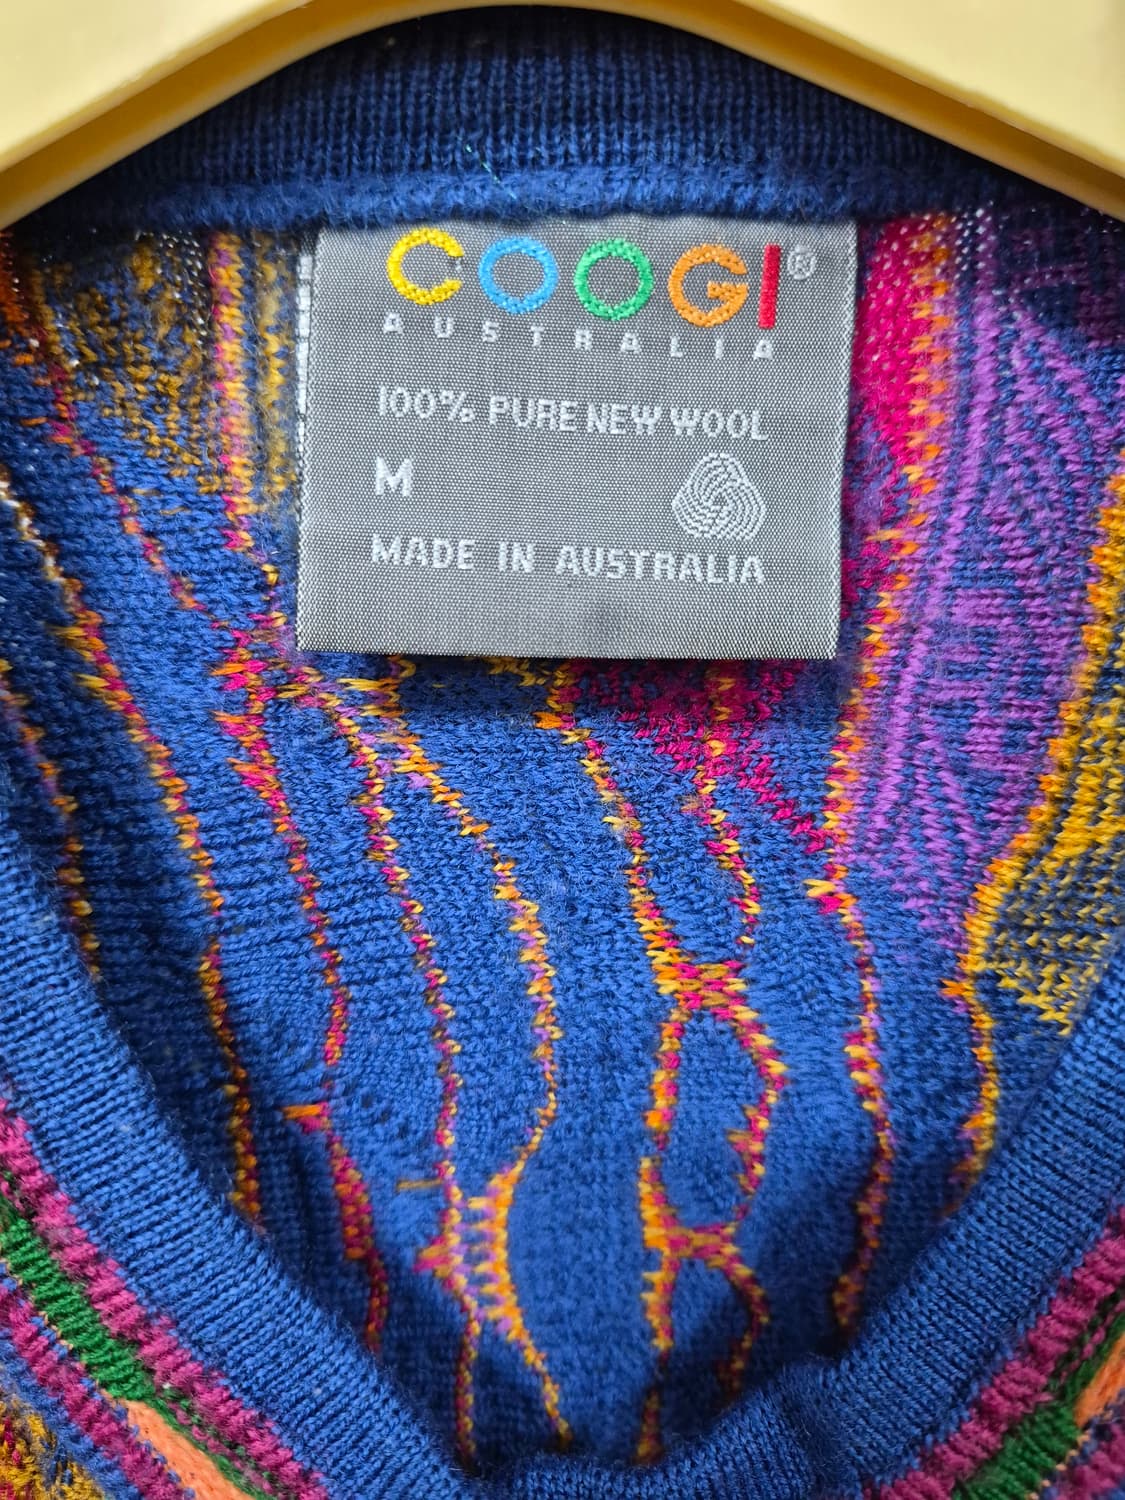 COOGI®
AUSTRALIA
100% PURE NEW WOOL
M
MADE IN AUSTRALIA